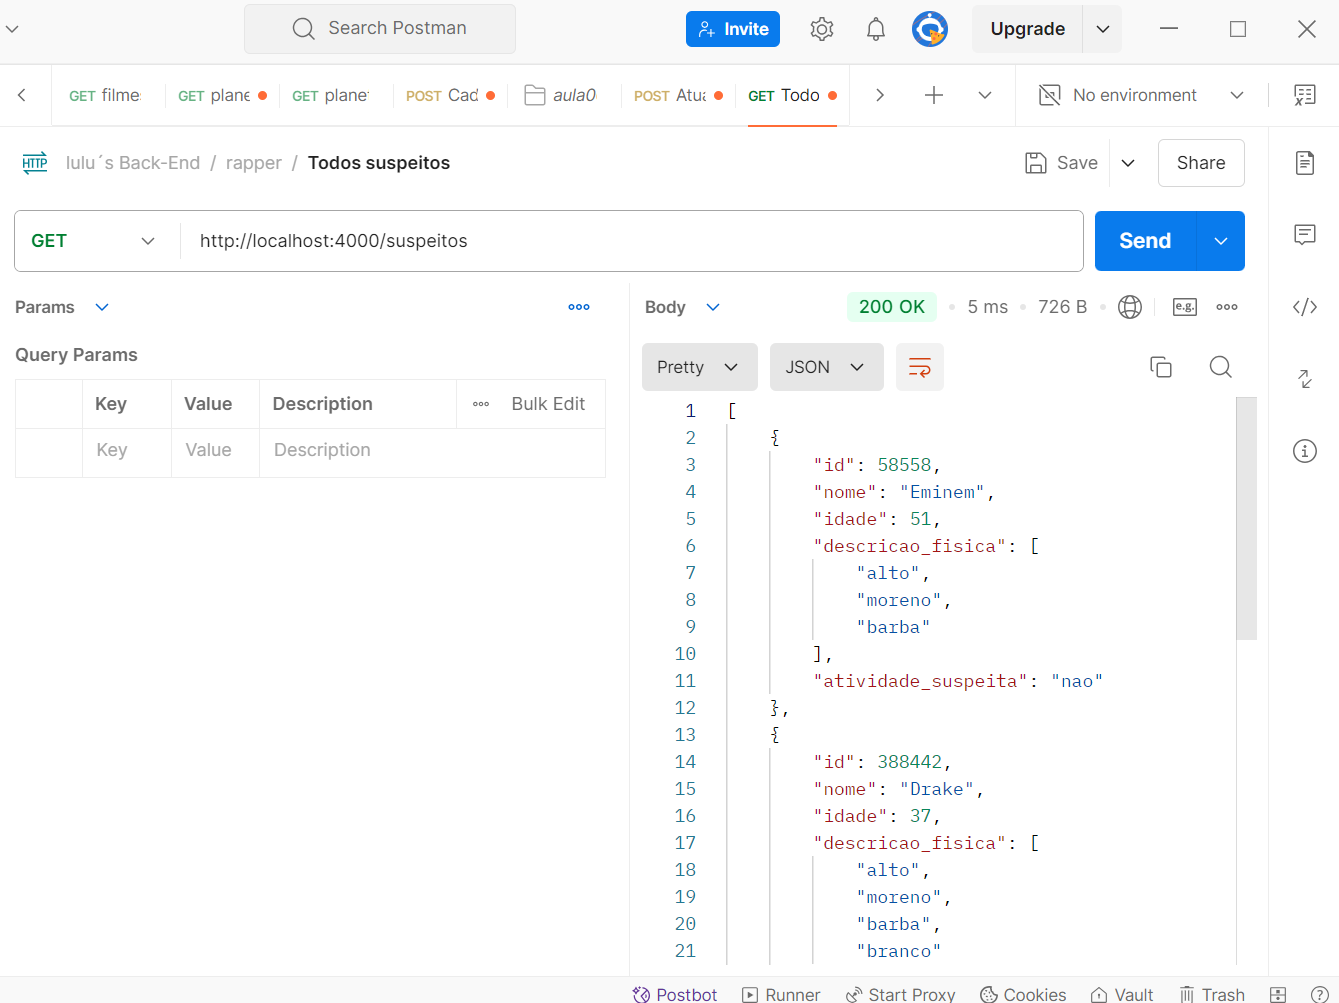 Search Postman
Invite
Upgrade
GET filme
GET plane
GET plane
POST Cad
aula0
POST Atua
GET Todo
No environment
HTTP lulu´s Back-End / rapper / Todos suspeitos
Save
Share
GET
http://localhost:4000/suspeitos
Send
Params
Body
200 OK
5 ms
726 B
e.g.
Query Params
Pretty
JSON
Key Value Description Bulk Edit
Key Value Description
1 [
2 {
3 "id": 58558,
4 "nome": "Eminem",
5 "idade": 51,
6 "descricao_fisica": [
7 "alto",
8 "moreno",
9 "barba"
10 ],
11 "atividade_suspeita": "nao"
12 },
13 {
14 "id": 388442,
15 "nome": "Drake",
16 "idade": 37,
17 "descricao_fisica": [
18 "alto",
19 "moreno",
20 "barba",
21 "branco"
Postbot Runner Start Proxy Cookies Vault Trash